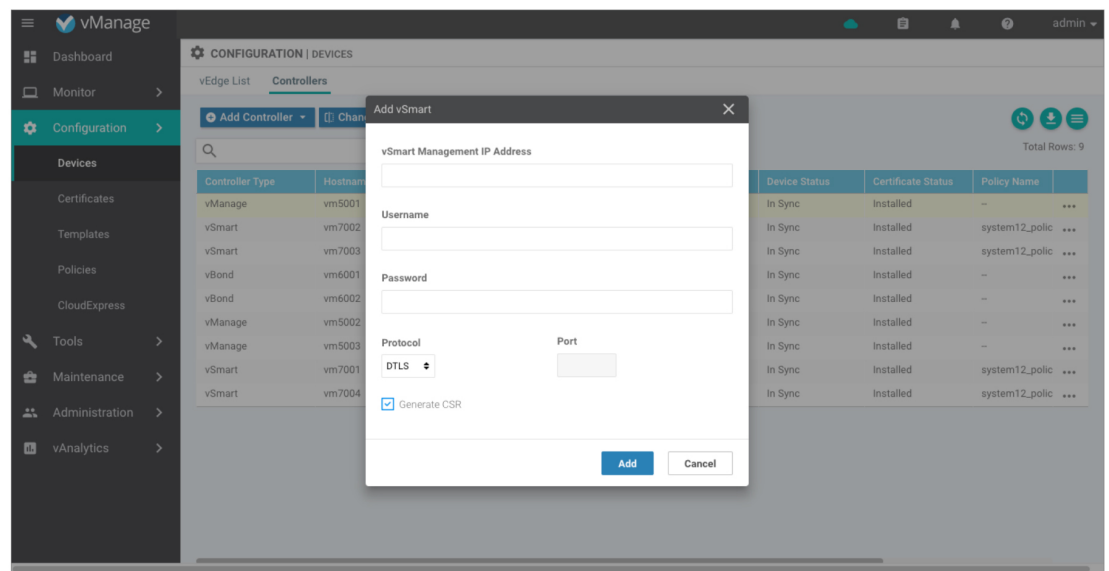 vManage
admin
Dashboard
Monitor
Configuration
Devices
Certificates
Templates
Policies
CloudExpress
Tools
Maintenance
Administration
vAnalytics
CONFIGURATION | DEVICES
vEdge List Controllers
Add Controller Chan
Total Rows: 9
Controller Type Hostnam Device Status Certificate Status Policy Name
vManage vm5001 In Sync Installed –
vSmart vm7002 In Sync Installed system12_polic
vSmart vm7003 In Sync Installed system12_polic
vBond vm6001 In Sync Installed –
vBond vm6002 In Sync Installed –
vManage vm5002 In Sync Installed –
vManage vm5003 In Sync Installed –
vSmart vm7001 In Sync Installed system12_polic
vSmart vm7004 In Sync Installed system12_polic
Add vSmart
vSmart Management IP Address
Username
Password
Protocol Port
DTLS
Generate CSR
Add Cancel